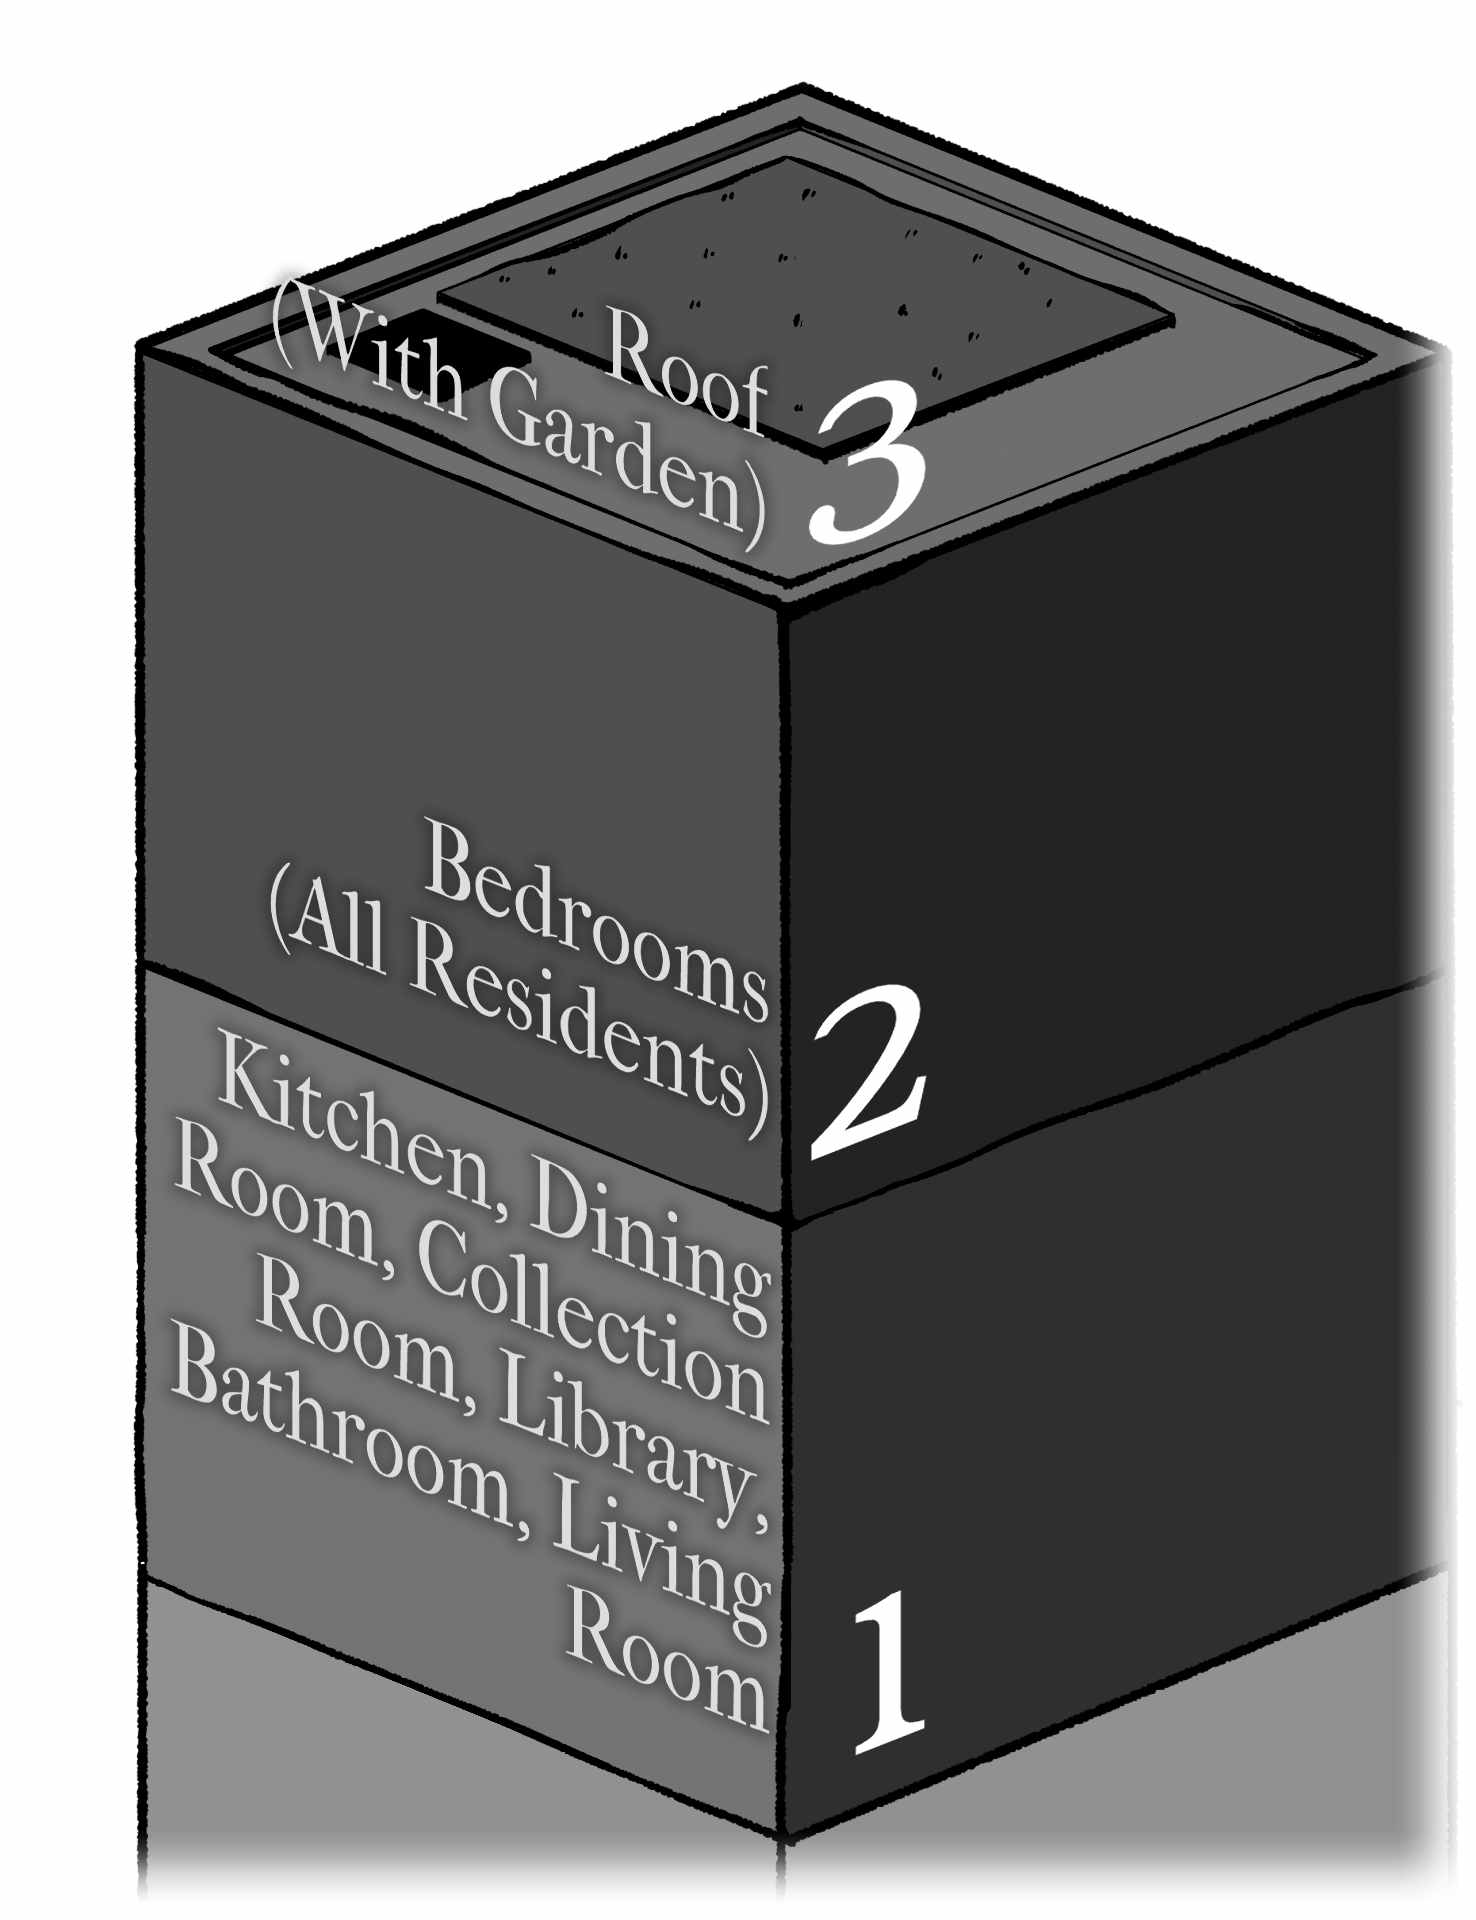 Roof
(With Garden)
3
Bedrooms
(All Residents)
2
Kitchen, Dining
Room, Collection
Room, Library,
Bathroom, Living
Room
1